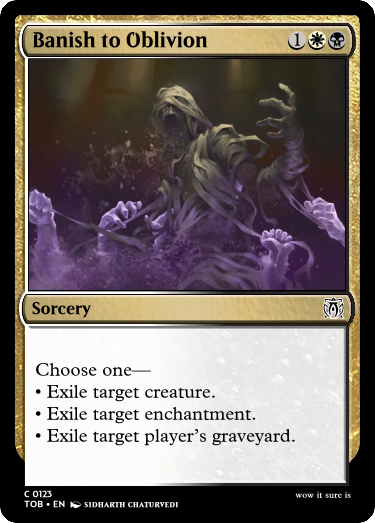 Banish to Oblivion 1
Sorcery
Choose one—
• Exile target creature.
• Exile target enchantment.
• Exile target player's graveyard.
C 0123
TOB • EN SIDHARTH CHATURVEDI
wow it sure is